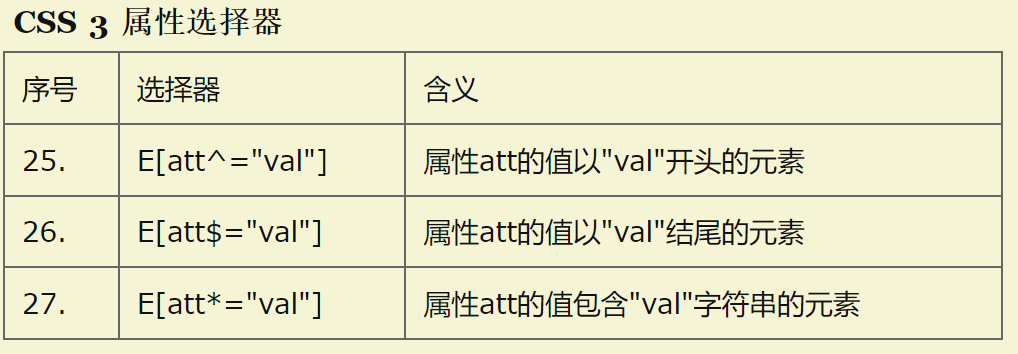 CSS 3 属性选择器
序号 选择器 含义
25. E[att^="val"] 属性att的值以"val"开头的元素
26. E[att$="val"] 属性att的值以"val"结尾的元素
27. E[att*="val"] 属性att的值包含"val"字符串的元素